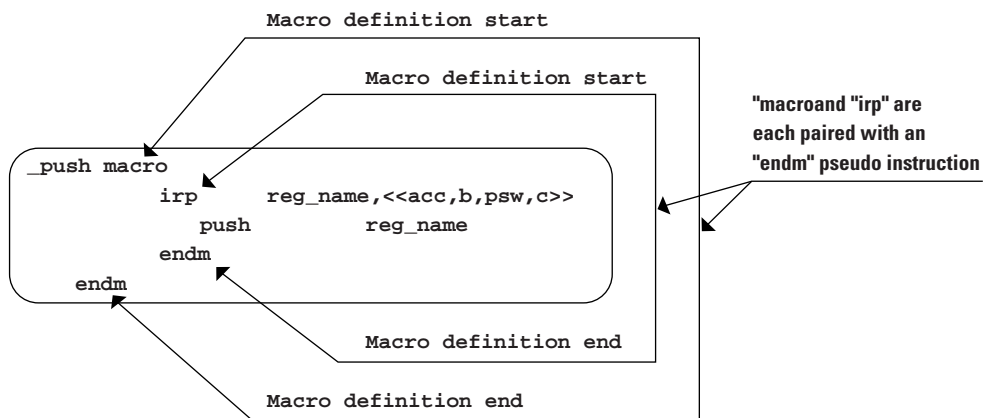 Macro definition start
Macro definition start
"macroand "irp" are
each paired with an
"endm" pseudo instruction
_push macro
irp reg_name,<<acc,b,psw,c>>
push reg_name
endm
endm
Macro definition end
Macro definition end